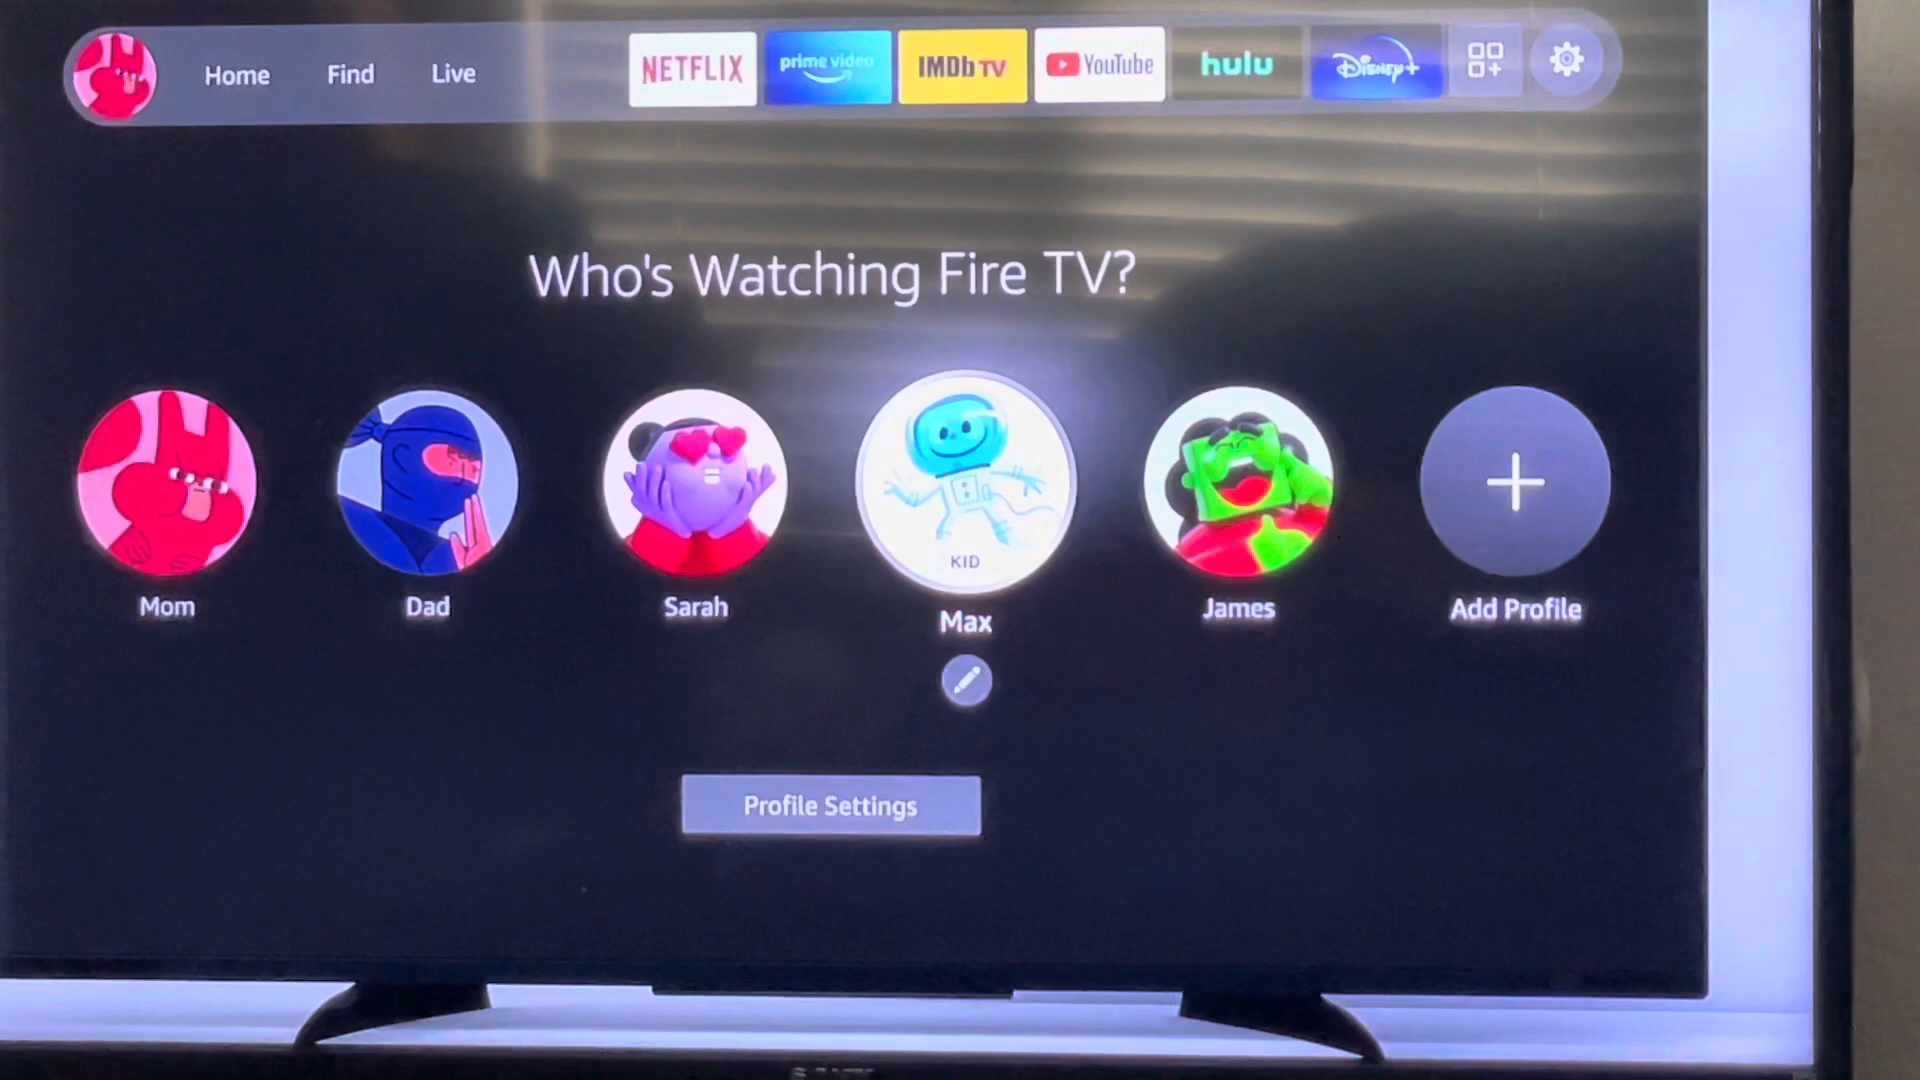 Home Find Live NETFLIX prime video IMDb TV YouTube hulu Disney+
Who's Watching Fire TV?
KID
Mom Dad Sarah Max James Add Profile
Profile Settings